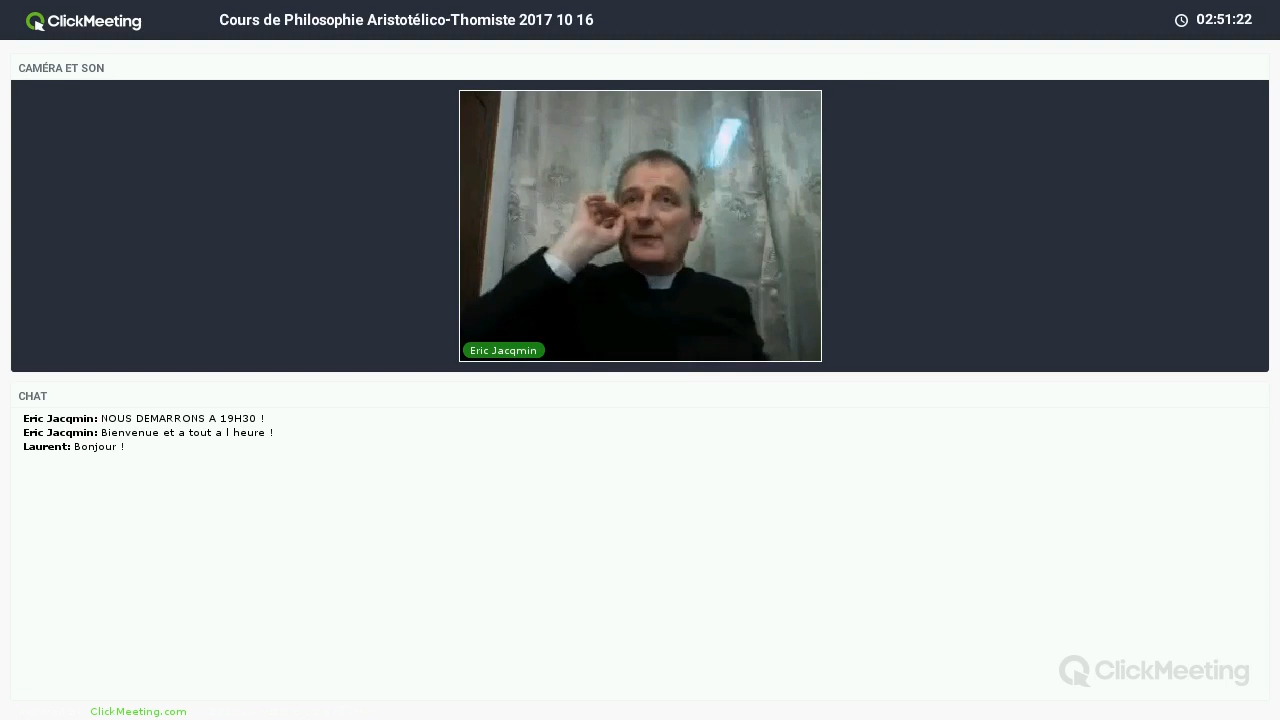 ClickMeeting
Cours de Philosophie Aristotélico-Thomiste 2017 10 16
02:51:22
CAMÉRA ET SON
Eric Jacqmin
CHAT
Eric Jacqmin: NOUS DEMARRONS A 19H30 !
Eric Jacqmin: Bienvenue et a tout a l heure !
Laurent: Bonjour !
ClickMeeting
ClickMeeting.com